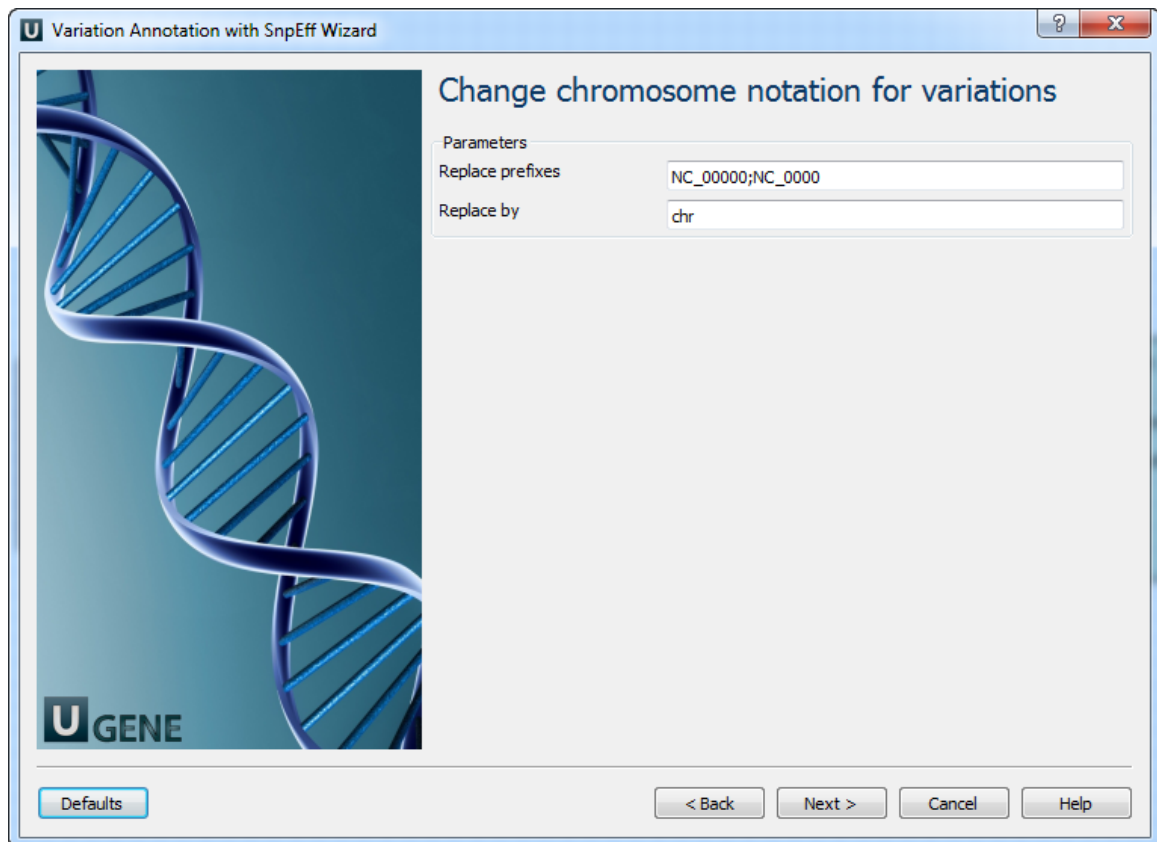 U Variation Annotation with SnpEff Wizard
?
X
Change chromosome notation for variations
Parameters
Replace prefixes NC_00000;NC_0000
Replace by chr
U GENE
Defaults < Back Next > Cancel Help